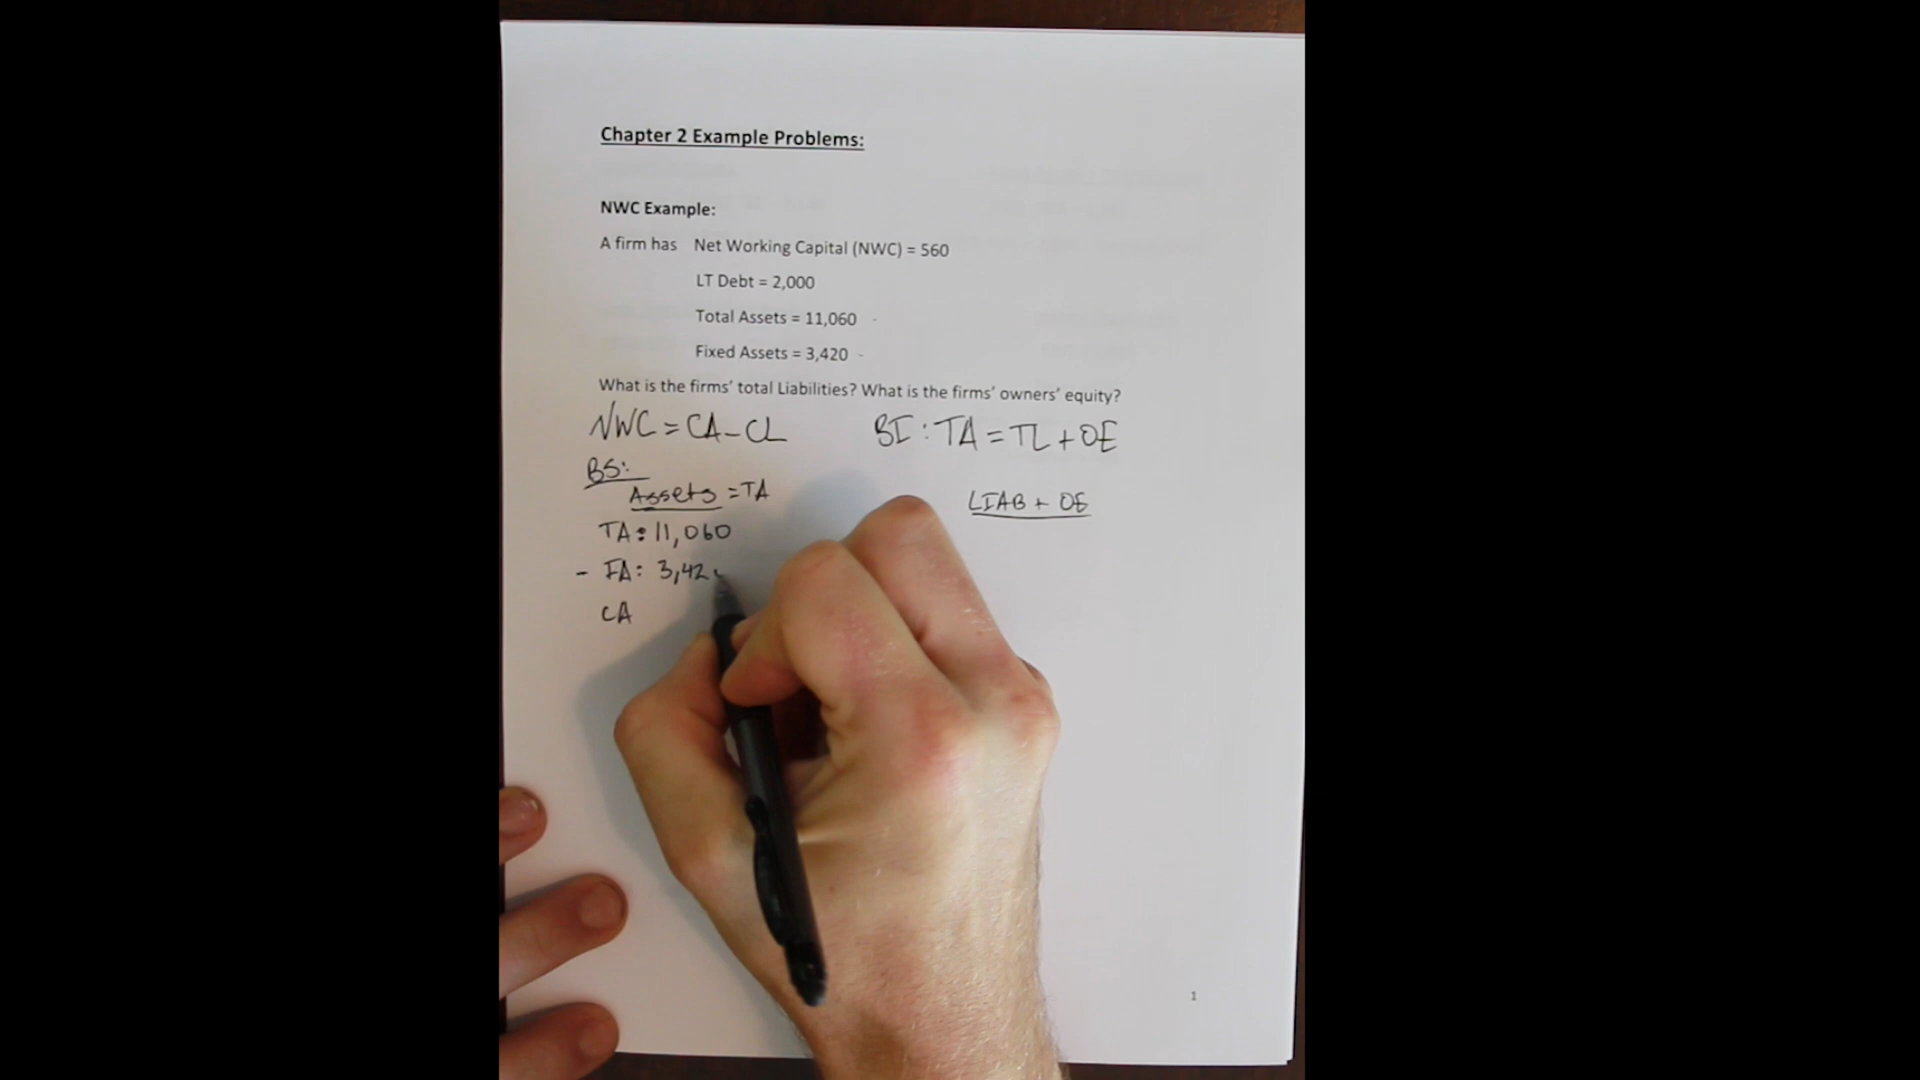 Chapter 2 Example Problems:
NWC Example:
A firm has Net Working Capital (NWC) = 560
LT Debt = 2,000
Total Assets = 11,060
Fixed Assets = 3,420
What is the firms' total Liabilities? What is the firms' owners' equity?
NWC = CA - CL
BI: TA = TL + OE
BS:
Assets = TA
LIAB + OE
TA: 11,060
- FA: 3,42
CA
1